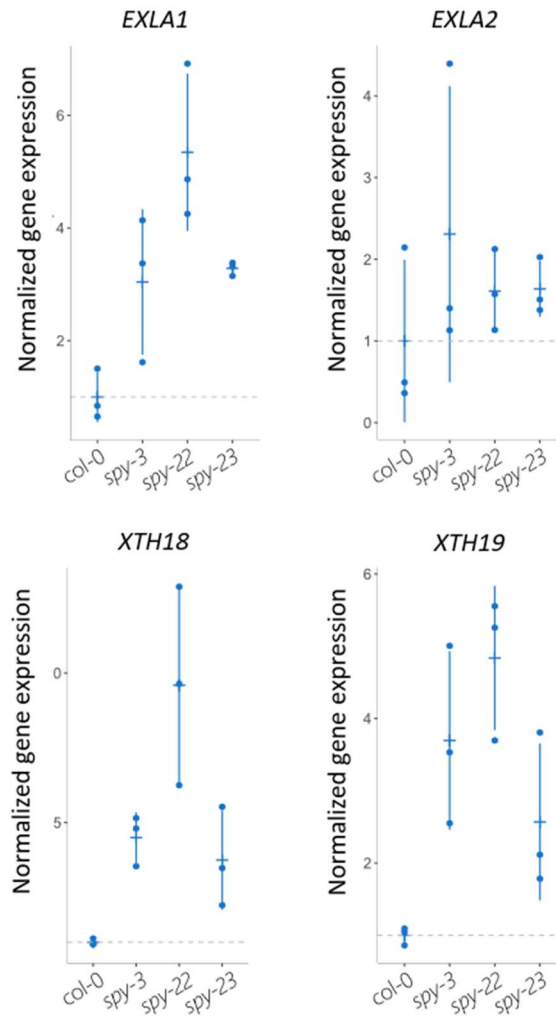 EXLA1
EXLA2
Normalized gene expression
6
4
2
col-0
spy-3
spy-22
spy-23
Normalized gene expression
4
3
2
1
0
col-0
spy-3
spy-22
spy-23
XTH18
XTH19
Normalized gene expression
0
5
col-0
spy-3
spy-22
spy-23
Normalized gene expression
6
4
2
col-0
spy-3
spy-22
spy-23